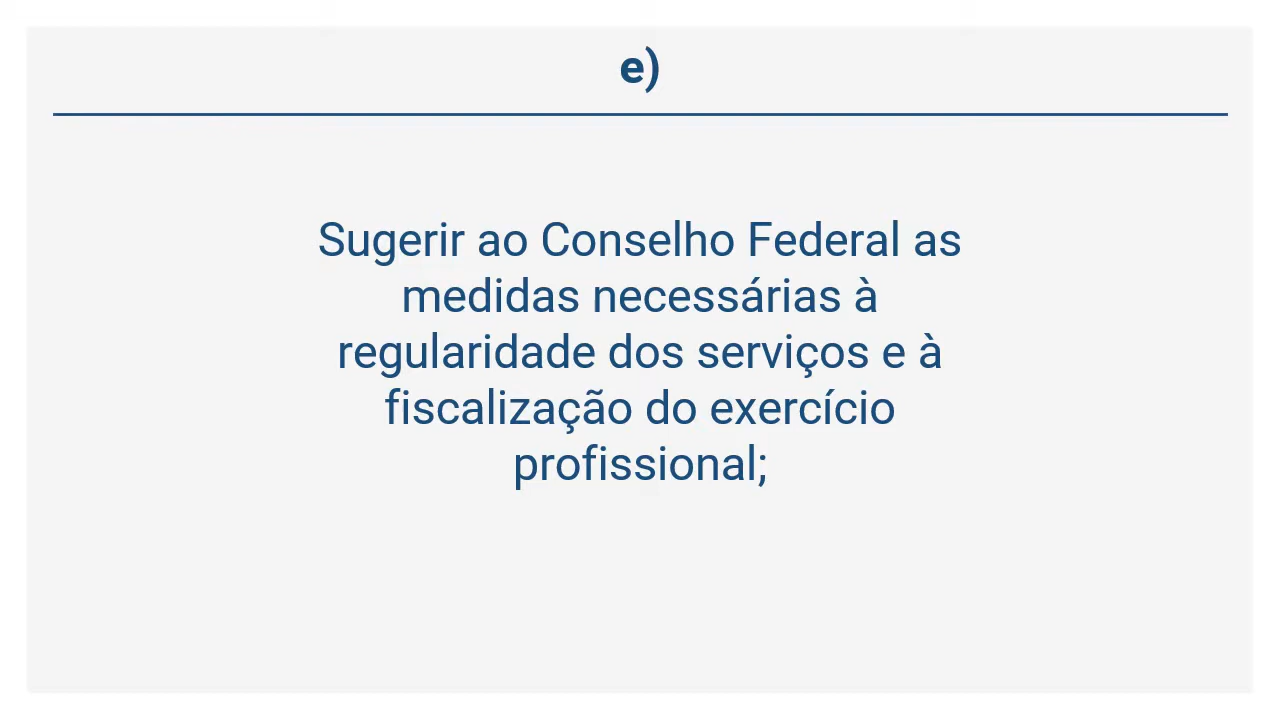 e)
Sugerir ao Conselho Federal as
medidas necessárias à
regularidade dos serviços e à
fiscalização do exercício
profissional;